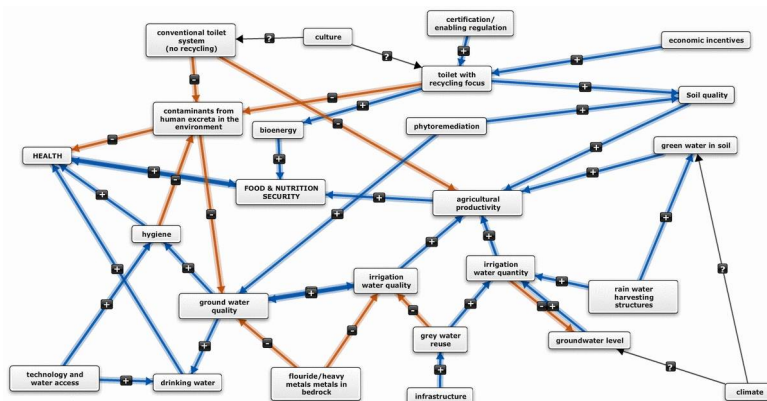 certification/
enabling regulation
conventional toilet
system
(no recycling)
?
culture
economic incentives
+
?
toilet with
recycling focus
+
-
-
+
Soil quality
contaminants from
human excreta in the
environment
+
-
+
bioenergy
phytoremediation
-
+
green water in soil
HEALTH
+
+
+
-
FOOD & NUTRITION
SECURITY
+
agricultural
productivity
+
+
-
+
+
hygiene
+
+
+
irrigation
water quality
irrigation
water quantity
+
?
ground water
quality
+
rain water
harvesting
structures
-
+
-
+
grey water
reuse
groundwater level
+
-
-
+
?
technology and
water access
+
drinking water
flouride/heavy
metals metals in
bedrock
infrastructure
climate